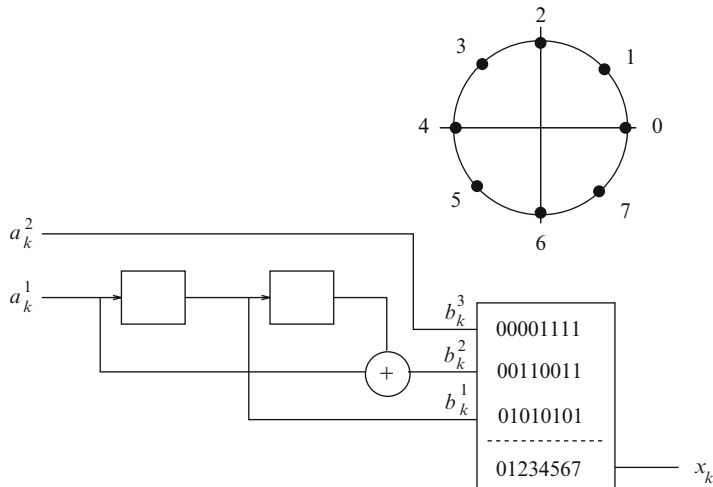 2
3
1
4
0
5
7
6
a_k^2
a_k^1
b_k^3
00001111
b_k^2
00110011
+
b_k^1
01010101
01234567
x_k